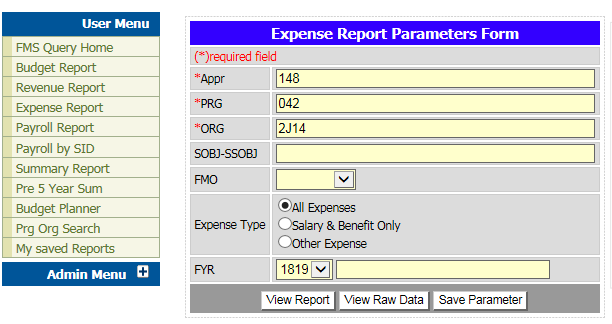 User Menu
FMS Query Home
Budget Report
Revenue Report
Expense Report
Payroll Report
Payroll by SID
Summary Report
Pre 5 Year Sum
Budget Planner
Prg Org Search
My saved Reports
Admin Menu
Expense Report Parameters Form
(*)required field
*Appr 148
*PRG 042
*ORG 2J14
SOBJ-SSOBJ
FMO
Expense Type
All Expenses
Salary & Benefit Only
Other Expense
FYR 1819
View Report View Raw Data Save Parameter